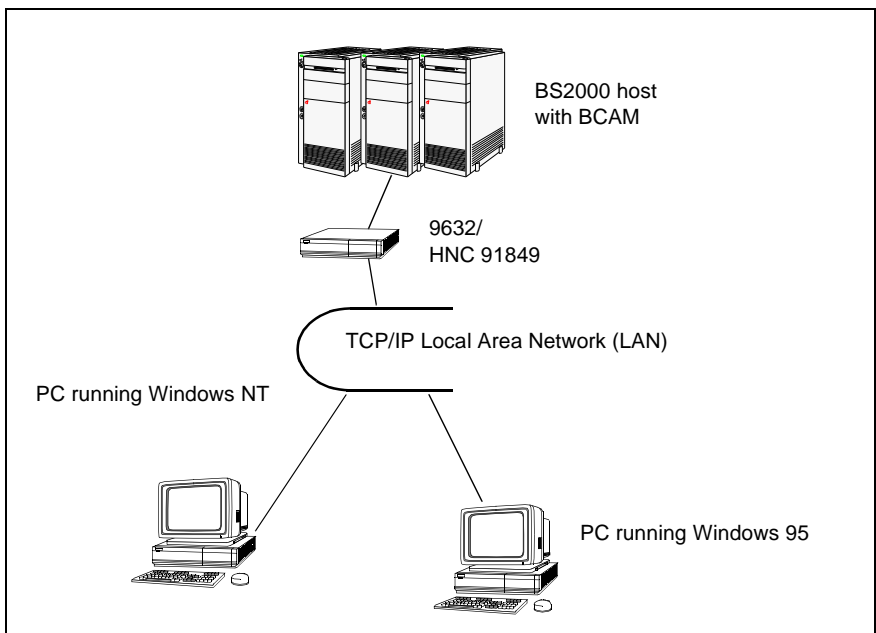 BS2000 host
with BCAM
9632/
HNC 91849
TCP/IP Local Area Network (LAN)
PC running Windows NT
PC running Windows 95